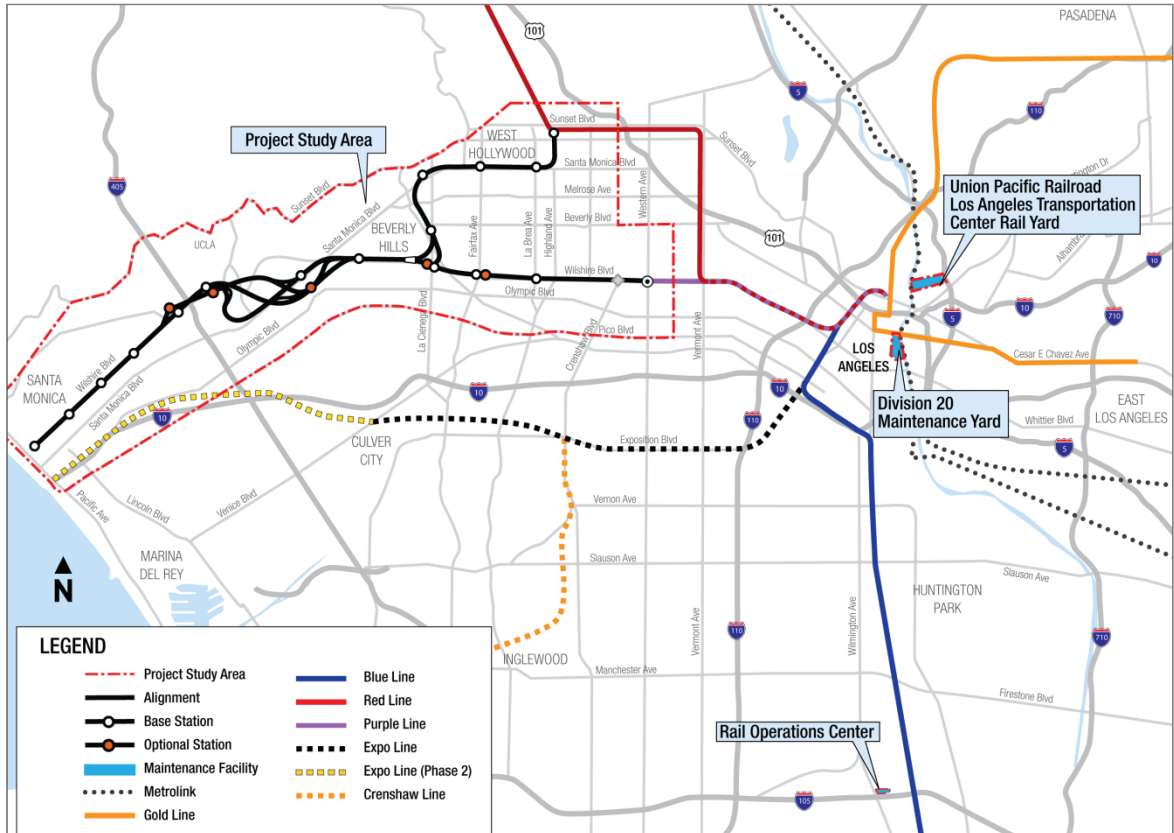 PASADENA
101
5
110
Sunset Blvd
WEST
HOLLYWOOD
Project Study Area
Santa Monica Blvd
Sunset Blvd
Western Ave
Union Pacific Railroad
Los Angeles Transportation
Center Rail Yard
405
Melrose Ave
Sunset Blvd
Santa Monica Blvd
Beverly Blvd
Fairfax Ave
La Brea Ave
Highland Ave
BEVERLY
HILLS
UCLA
101
10
Wilshire Blvd
Olympic Blvd
10
5
710
Olympic Blvd
La Cienega Blvd
Crenshaw Blvd
Pico Blvd
Vermont Ave
LOS
ANGELES
Cesar E Chavez Ave
SANTA
MONICA
Wilshire Blvd
Santa Monica Blvd
10
10
EAST
LOS ANGELES
Division 20
Maintenance Yard
10
110
Whittier Blvd
CULVER
CITY
Exposition Blvd
5
Pacific Ave
Lincoln Blvd
Venice Blvd
Vernon Ave
MARINA
DEL REY
Slauson Ave
Slauson Ave
N
HUNTINGTON
PARK
Vermont Ave
110
Wilmington Ave
710
INGLEWOOD
Manchester Ave
Firestone Blvd
Rail Operations Center
105
LEGEND
Project Study Area
Alignment
Base Station
Optional Station
Maintenance Facility
Metrolink
Gold Line
Blue Line
Red Line
Purple Line
Expo Line
Expo Line (Phase 2)
Crenshaw Line